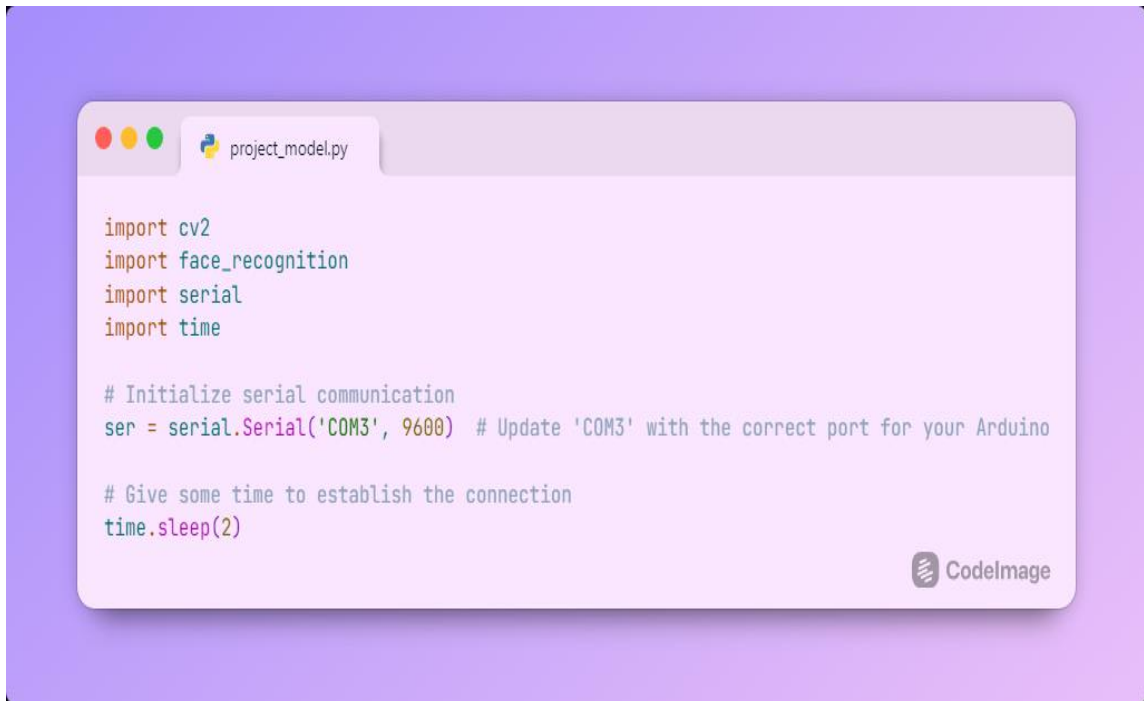 project_model.py
import cv2
import face_recognition
import serial
import time
# Initialize serial communication
ser = serial.Serial('COM3', 9600)  # Update 'COM3' with the correct port for your Arduino
# Give some time to establish the connection
time.sleep(2)
CodeImage